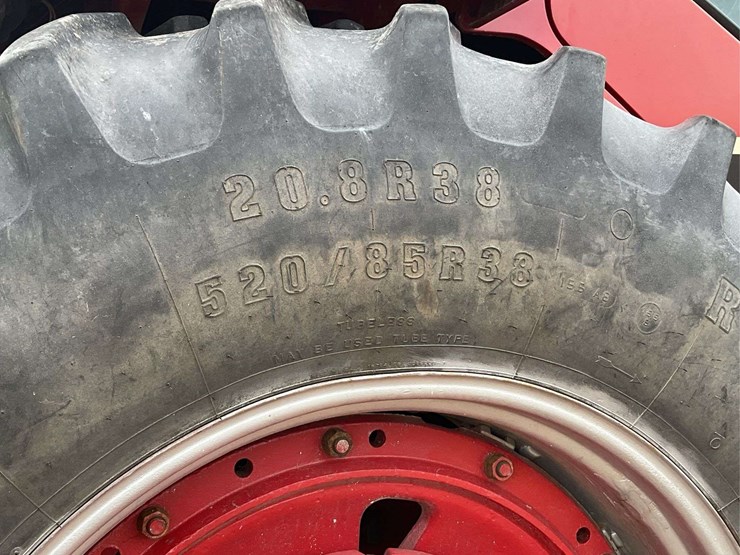 20.8R38
520/85R38
TUBELESS
MAY BE USED TUBE TYPE
R